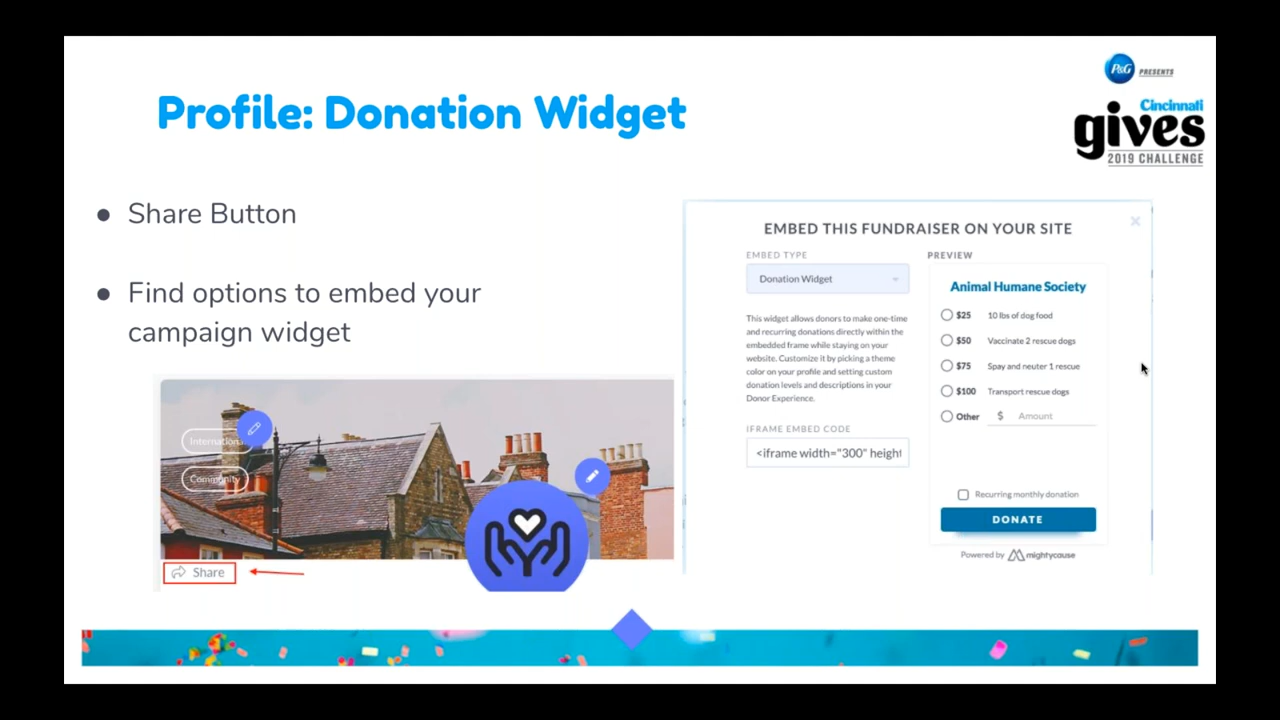 P&G PRESENTS
Cincinnati
gives
2019 CHALLENGE
Profile: Donation Widget
● Share Button
● Find options to embed your
campaign widget
International
Community
Share
EMBED THIS FUNDRAISER ON YOUR SITE
EMBED TYPE
Donation Widget
This widget allows donors to make one-time
and recurring donations directly within the
embedded frame while staying on your
website. Customize it by picking a theme
color on your profile and setting custom
donation levels and descriptions in your
Donor Experience.
IFRAME EMBED CODE
<iframe width="300" height
PREVIEW
Animal Humane Society
$25 10 lbs of dog food
$50 Vaccinate 2 rescue dogs
$75 Spay and neuter 1 rescue
$100 Transport rescue dogs
Other $ Amount
Recurring monthly donation
DONATE
Powered by mightycause